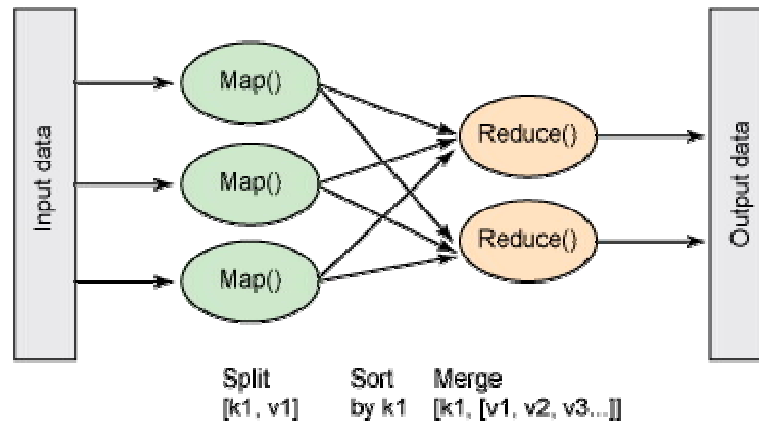 Input data
Map()
Map()
Map()
Reduce()
Reduce()
Output data
Split
[k1, v1]
Sort
by k1
Merge
[k1, [v1, v2, v3...]]